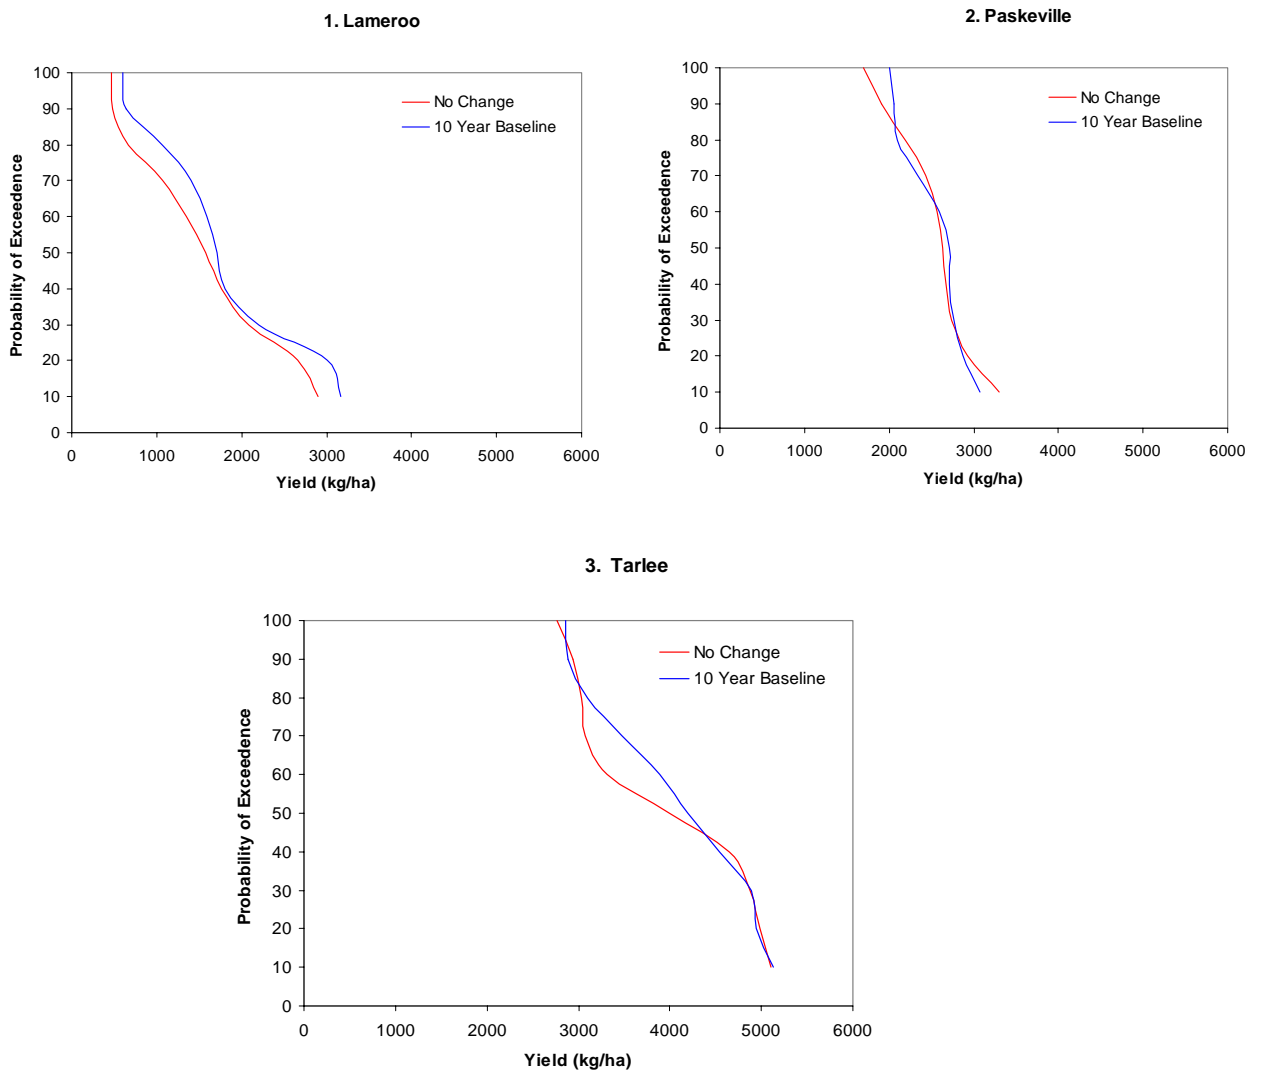 1. Lameroo
100
90
80
70
60
50
40
30
20
10
0
Probability of Exceedence
No Change
10 Year Baseline
0 1000 2000 3000 4000 5000 6000
Yield (kg/ha)
2. Paskeville
100
90
80
70
60
50
40
30
20
10
0
Probability of Exceedence
No Change
10 Year Baseline
0 1000 2000 3000 4000 5000 6000
Yield (kg/ha)
3. Tarlee
100
90
80
70
60
50
40
30
20
10
0
Probability of Exceedence
No Change
10 Year Baseline
0 1000 2000 3000 4000 5000 6000
Yield (kg/ha)